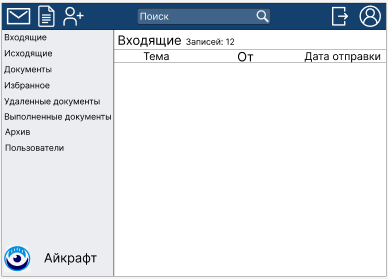 Поиск
Входящие
Исходящие
Документы
Избранное
Удаленные документы
Выполненные документы
Архив
Пользователи
Айкрафт
Входящие Записей: 12
Тема От Дата отправки